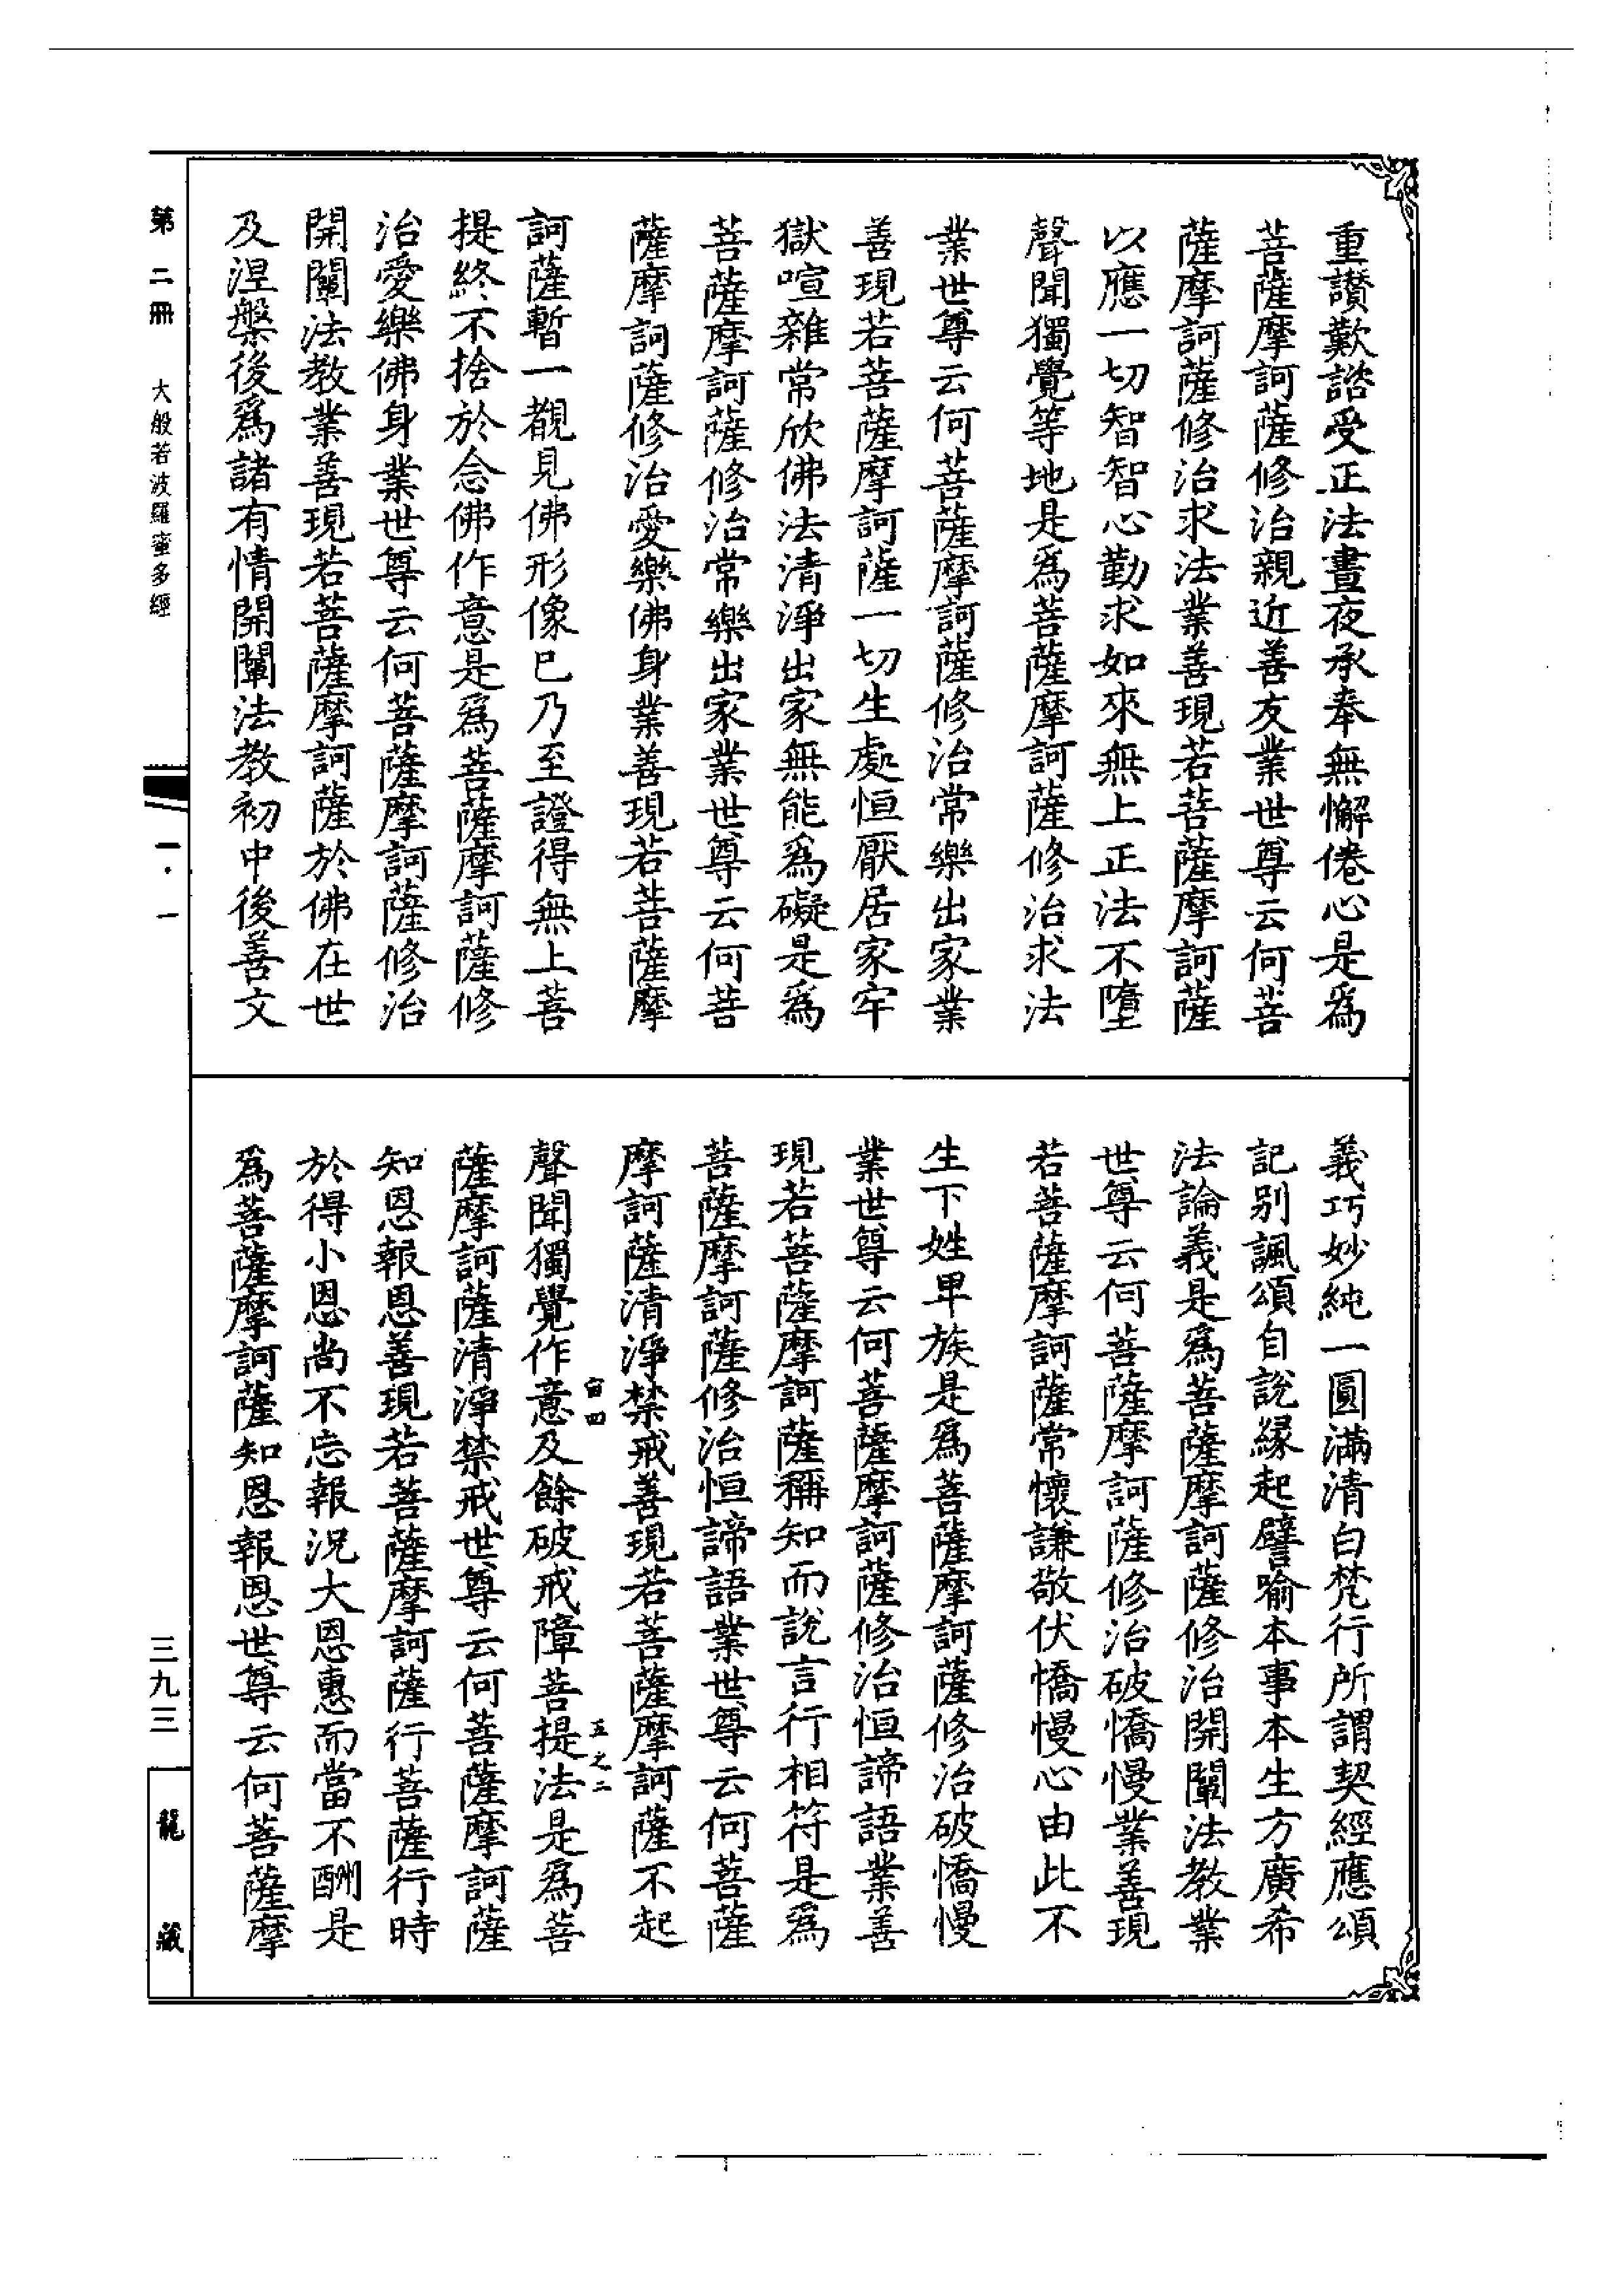 重讚歎諮受正法晝夜承奉無懈倦心是爲
菩薩摩訶薩修治親近善友業世尊云何菩
薩摩訶薩修治求法業善現若菩薩摩訶薩
以應一切智智心勤求如來無上正法不墮
聲聞獨覺等地是爲菩薩摩訶薩修治求法
業世尊云何菩薩摩訶薩修治常樂出家業
善現若菩薩摩訶薩一切生處恒厭居家牢
獄喧雜常欣佛法清淨出家無能爲礙是爲
菩薩摩訶薩修治常樂出家業世尊云何菩
薩摩訶薩修治愛樂佛身業善現若菩薩摩
訶薩暫一覩見佛形像已乃至證得無上菩
提終不捨於念佛作意是爲菩薩摩訶薩修
治愛樂佛身業世尊云何菩薩摩訶薩修治
開闡法教業善現若菩薩摩訶薩於佛在世
及涅槃後爲諸有情開闡法教初中後善文
義巧妙純一圓滿清白梵行所謂契經應頌
記别諷頌自說緣起譬喻本事本生方廣希
法論義是爲菩薩摩訶薩修治開闡法教業
世尊云何菩薩摩訶薩修治破憍慢業善現
若菩薩摩訶薩常懷謙敬伏憍慢心由此不
生下姓卑族是爲菩薩摩訶薩修治破憍慢
業世尊云何菩薩摩訶薩修治恒諦語業善
現若菩薩摩訶薩稱知而說言行相符是爲
菩薩摩訶薩修治恒諦語業世尊云何菩薩
摩訶薩清淨禁戒善現若菩薩摩訶薩不起
宙四
五之二
聲聞獨覺作意及餘破戒障菩提法是爲菩
薩摩訶薩清淨禁戒世尊云何菩薩摩訶薩
知恩報恩善現若菩薩摩訶薩行菩薩行時
於得小恩尚不忘報況大恩惠而當不酬是
爲菩薩摩訶薩知恩報恩世尊云何菩薩摩
第二冊 大般若波羅蜜多經
一·一
三九三
龍藏